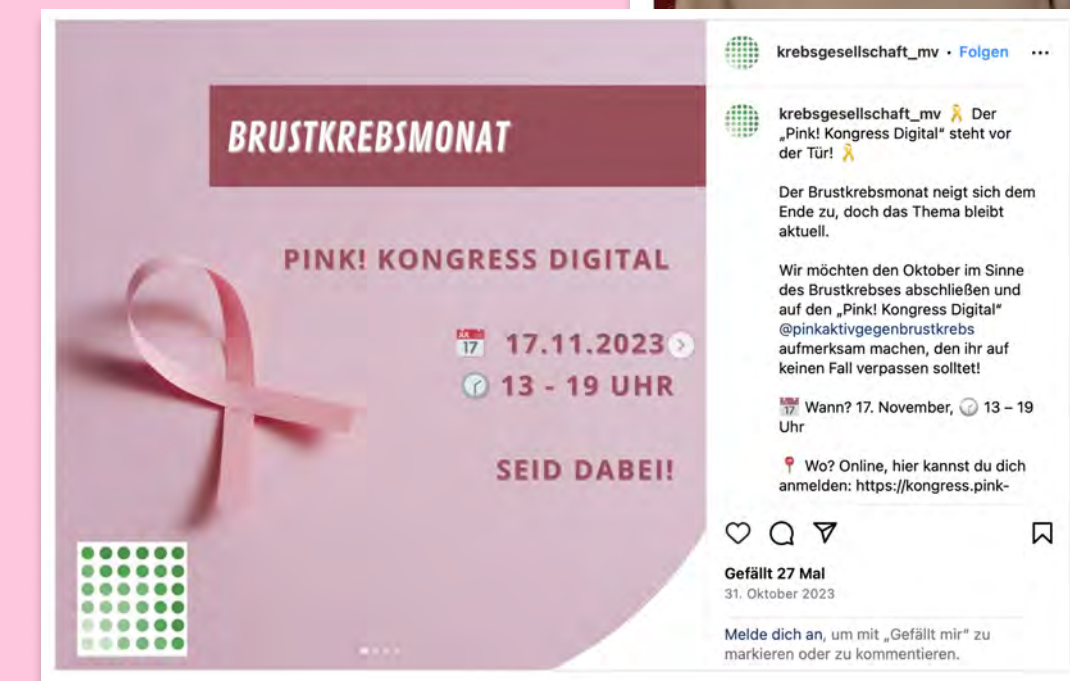 BRUSTKREBSMONAT
PINK! KONGRESS DIGITAL
📅 17.11.2023
🕜 13 - 19 UHR
SEID DABEI!
krebsgesellschaft_mv • Folgen ...
krebsgesellschaft_mv 🎗️ Der
„Pink! Kongress Digital“ steht vor
der Tür! 🎗️
Der Brustkrebsmonat neigt sich dem
Ende zu, doch das Thema bleibt
aktuell.
Wir möchten den Oktober im Sinne
des Brustkrebses abschließen und
auf den „Pink! Kongress Digital“
@pinkaktivgegenbrustkrebs
aufmerksam machen, den ihr auf
keinen Fall verpassen solltet!
📅 Wann? 17. November, 🕜 13 – 19
Uhr
📍 Wo? Online, hier kannst du dich
anmelden: https://kongress.pink-
Gefällt 27 Mal
31. Oktober 2023
Melde dich an, um mit „Gefällt mir“ zu
markieren oder zu kommentieren.